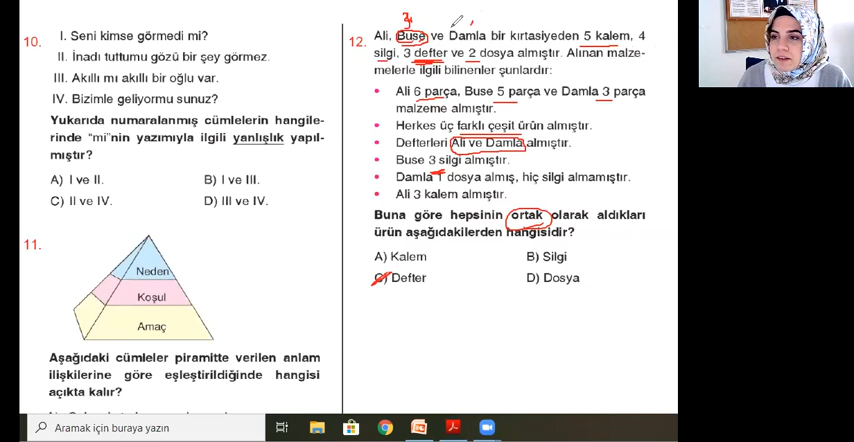 10.
I. Seni kimse görmedi mi?
II. İnadı tuttumu gözü bir şey görmez.
III. Akıllı mı akıllı bir oğlu var.
IV. Bizimle geliyormu sunuz?
Yukarıda numaralanmış cümlelerin hangile-
rinde “mi”nin yazımıyla ilgili yanlışlık yapıl-
mıştır?
A) I ve II.
B) I ve III.
C) II ve IV.
D) III ve IV.
11.
Neden
Koşul
Amaç
Aşağıdaki cümleler piramitte verilen anlam
ilişkilerine göre eşleştirildiğinde hangisi
açıkta kalır?
3
12.
Ali, Buse ve Damla bir kırtasiyeden 5 kalem, 4
silgi, 3 defter ve 2 dosya almıştır. Alınan malze-
melerle ilgili bilinenler şunlardır:
• Ali 6 parça, Buse 5 parça ve Damla 3 parça
malzeme almıştır.
• Herkes üç farklı çeşit ürün almıştır.
• Defterleri Ali ve Damla almıştır.
• Buse 3 silgi almıştır.
• Damla 1 dosya almış, hiç silgi almamıştır.
• Ali 3 kalem almıştır.
Buna göre hepsinin ortak olarak aldıkları
ürün aşağıdakilerden hangisidir?
A) Kalem
B) Silgi
C) Defter
D) Dosya
Aramak için buraya yazın